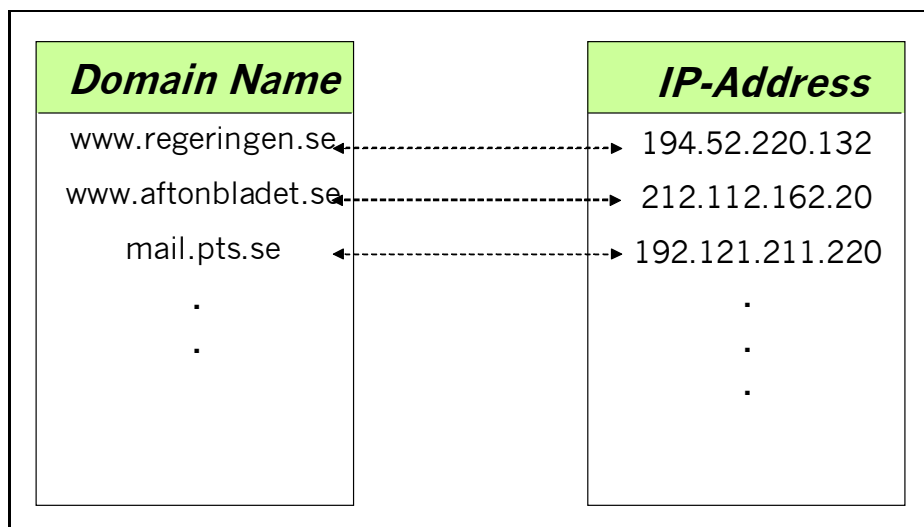 Domain Name
www.regeringen.se
www.aftonbladet.se
mail.pts.se
.
.
IP-Address
194.52.220.132
212.112.162.20
192.121.211.220
.
.
.